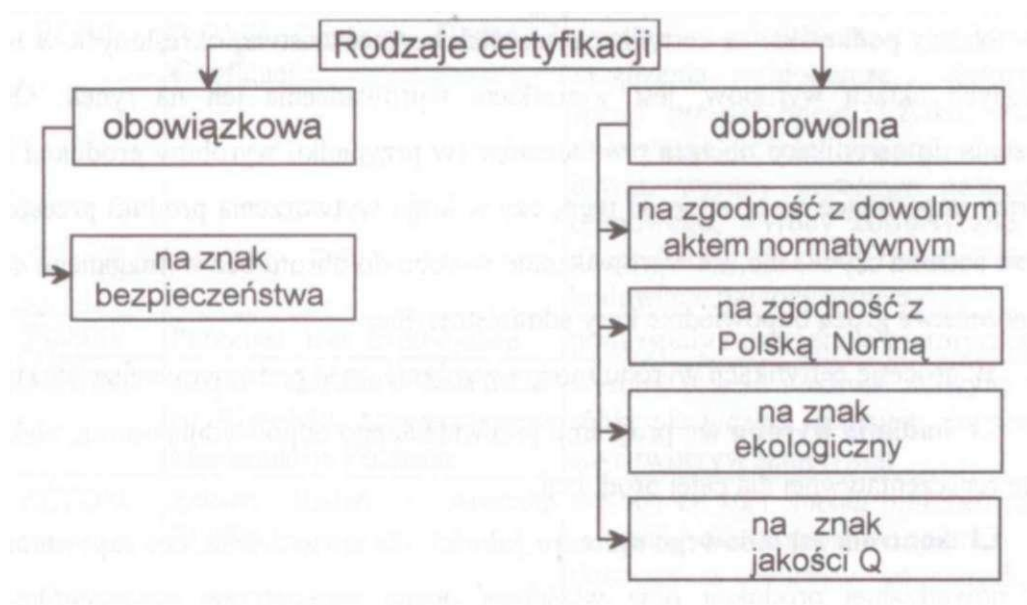 Rodzaje certyfikacji
obowiązkowa
na znak
bezpieczeństwa
dobrowolna
na zgodność z dowolnym
aktem normatywnym
na zgodność z
Polską Normą
na znak
ekologiczny
na znak
jakości Q